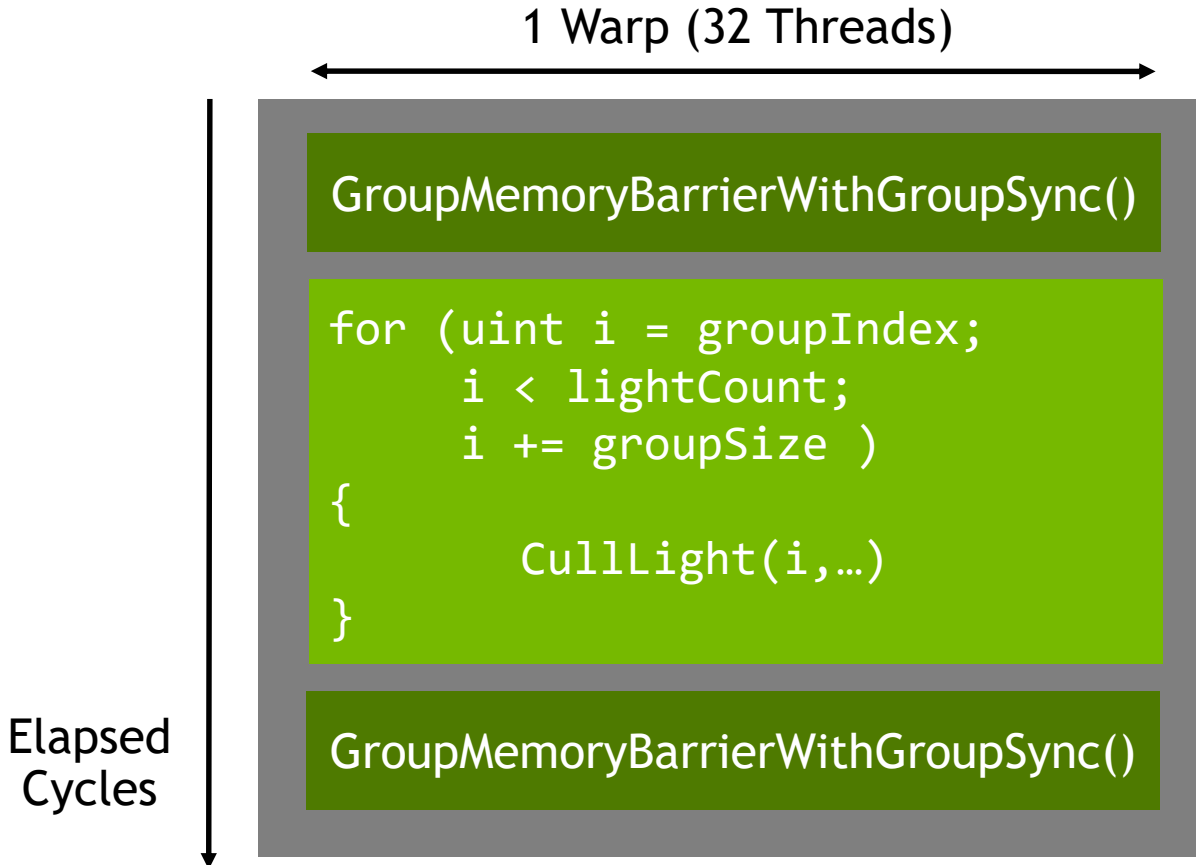 1 Warp (32 Threads)
GroupMemoryBarrierWithGroupSync()
for (uint i = groupIndex;
i < lightCount;
i += groupSize )
{
CullLight(i,…)
}
Elapsed
Cycles
GroupMemoryBarrierWithGroupSync()